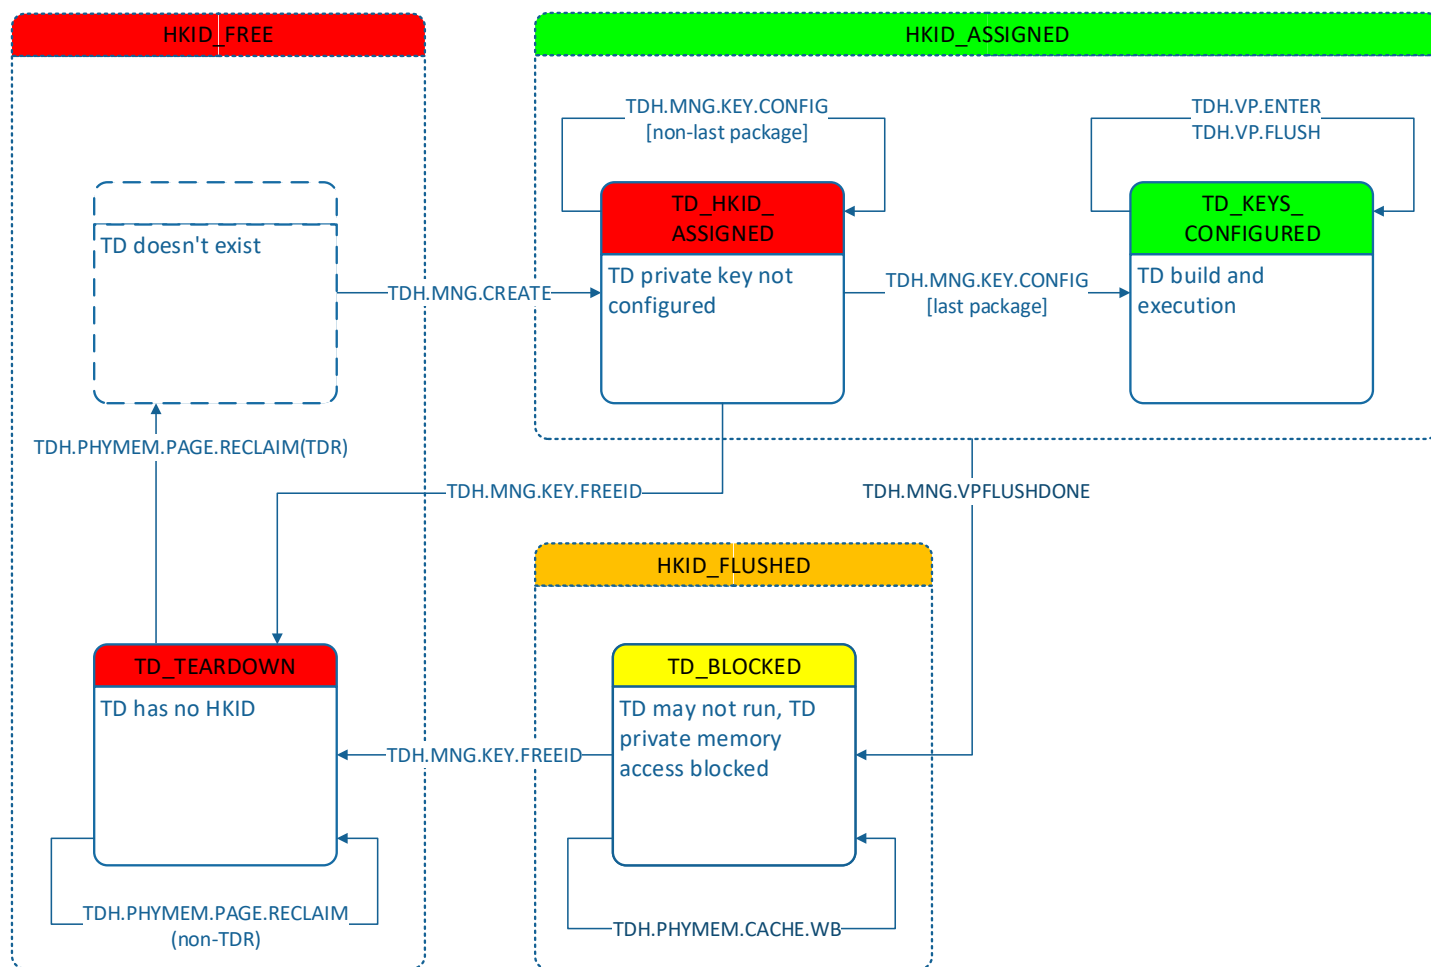 HKID_FREE
HKID_ASSIGNED
TDH.MNG.KEY.CONFIG
[non-last package]
TDH.VP.ENTER
TDH.VP.FLUSH
TD doesn't exist
TD_HKID_
ASSIGNED
TD private key not
configured
TD_KEYS_
CONFIGURED
TD build and
execution
TDH.MNG.CREATE
TDH.MNG.KEY.CONFIG
[last package]
TDH.PHYMEM.PAGE.RECLAIM(TDR)
TDH.MNG.KEY.FREEID
TDH.MNG.VPFLUSHDONE
HKID_FLUSHED
TD_TEARDOWN
TD has no HKID
TD_BLOCKED
TD may not run, TD
private memory
access blocked
TDH.MNG.KEY.FREEID
TDH.PHYMEM.PAGE.RECLAIM
(non-TDR)
TDH.PHYMEM.CACHE.WB